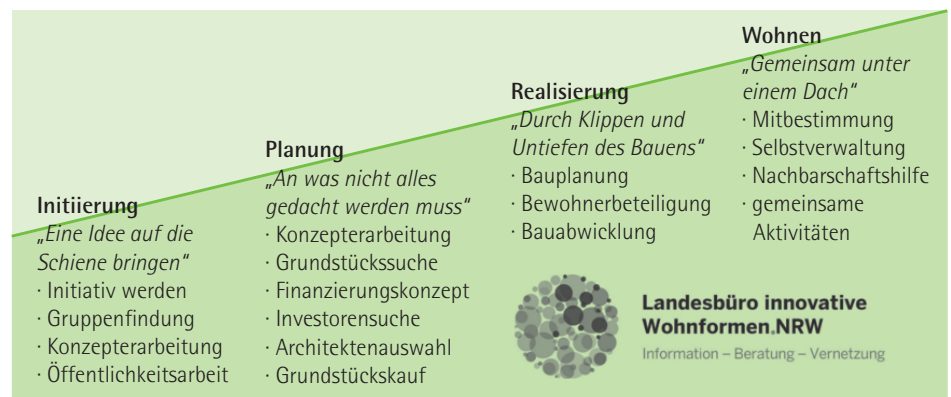 Initiierung
„Eine Idee auf die
Schiene bringen“
· Initiativ werden
· Gruppenfindung
· Konzepterarbeitung
· Öffentlichkeitsarbeit
Planung
„An was nicht alles
gedacht werden muss“
· Konzepterarbeitung
· Grundstückssuche
· Finanzierungskonzept
· Investorensuche
· Architektenauswahl
· Grundstückskauf
Realisierung
„Durch Klippen und
Untiefen des Bauens“
· Bauplanung
· Bewohnerbeteiligung
· Bauabwicklung
Wohnen
„Gemeinsam unter
einem Dach“
· Mitbestimmung
· Selbstverwaltung
· Nachbarschaftshilfe
· gemeinsame
Aktivitäten
Landesbüro innovative
Wohnformen.NRW
Information – Beratung – Vernetzung